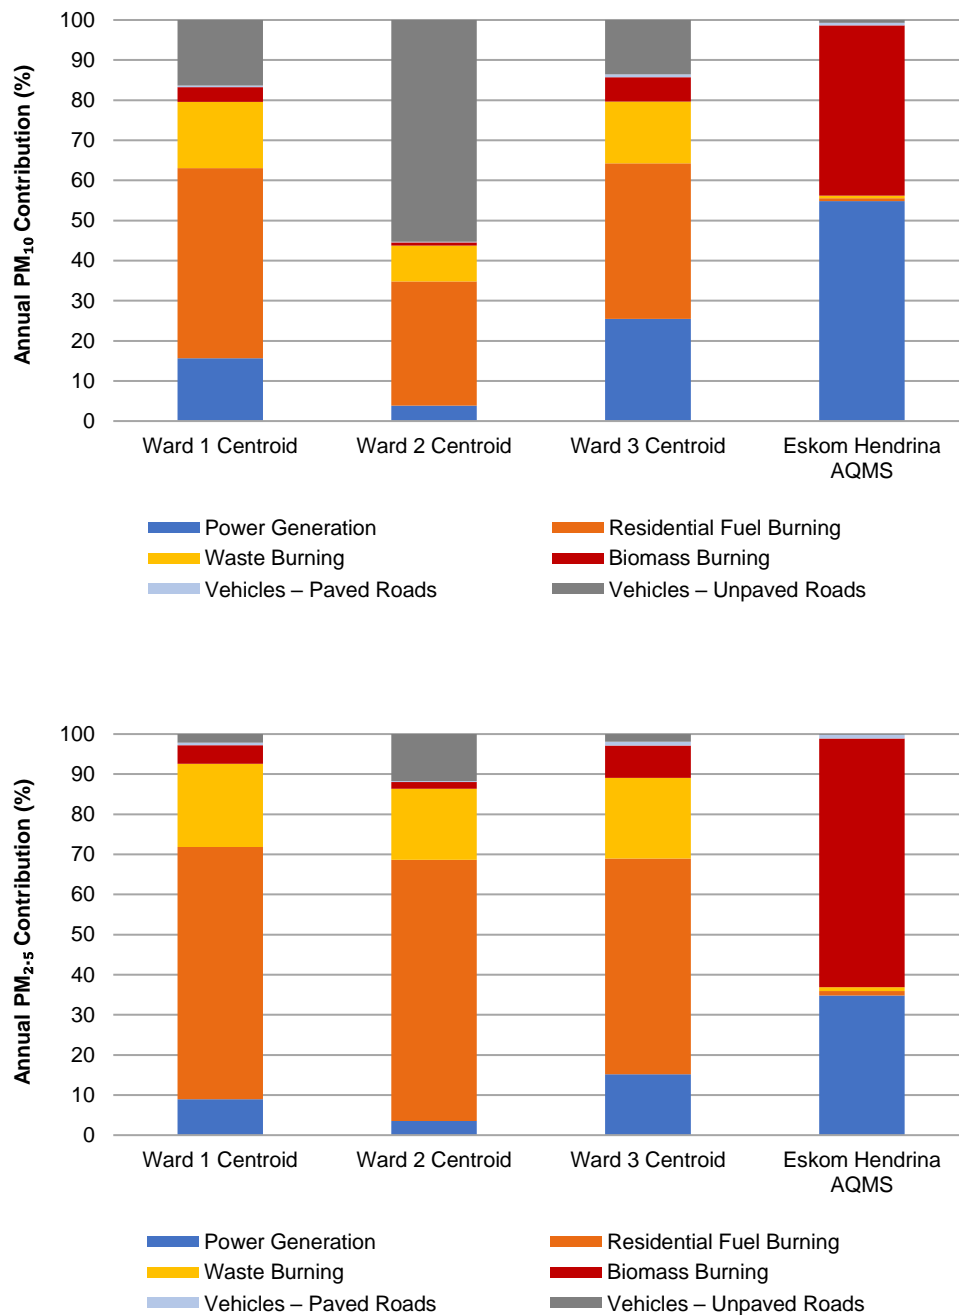 Annual PM₁₀ Contribution (%)
100
90
80
70
60
50
40
30
20
10
0
Ward 1 Centroid
Ward 2 Centroid
Ward 3 Centroid
Eskom Hendrina
AQMS
Power Generation
Residential Fuel Burning
Waste Burning
Biomass Burning
Vehicles – Paved Roads
Vehicles – Unpaved Roads
Annual PM₂.₅ Contribution (%)
100
90
80
70
60
50
40
30
20
10
0
Ward 1 Centroid
Ward 2 Centroid
Ward 3 Centroid
Eskom Hendrina
AQMS
Power Generation
Residential Fuel Burning
Waste Burning
Biomass Burning
Vehicles – Paved Roads
Vehicles – Unpaved Roads